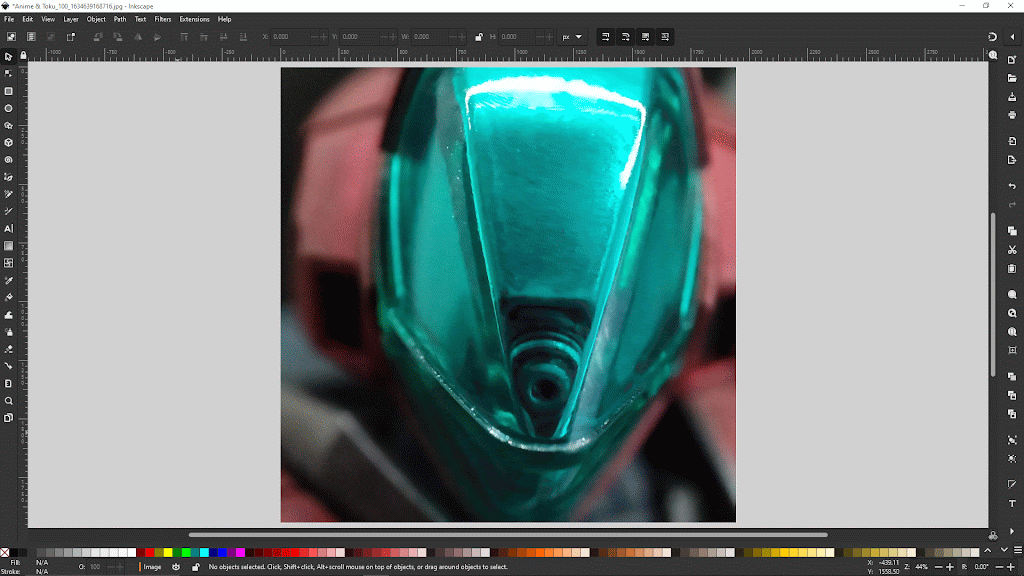 *Anime & Toku_100_1634639168716.jpg - Inkscape
File Edit View Layer Object Path Text Filters Extensions Help
X: 0.000 Y: 0.000 W: 0.000 H: 0.000 px
-1000 -750 -500 -250 0 250 500 750 1000 1250 1500 1750 2000 2250 2500 2750
Fill: N/A O: 100 Image No objects selected. Click, Shift+click, Alt+scroll mouse on top of objects, or drag around objects to select. X: -439.11 Z: 44% R: 0.00°
Stroke: N/A Y: 1558.50